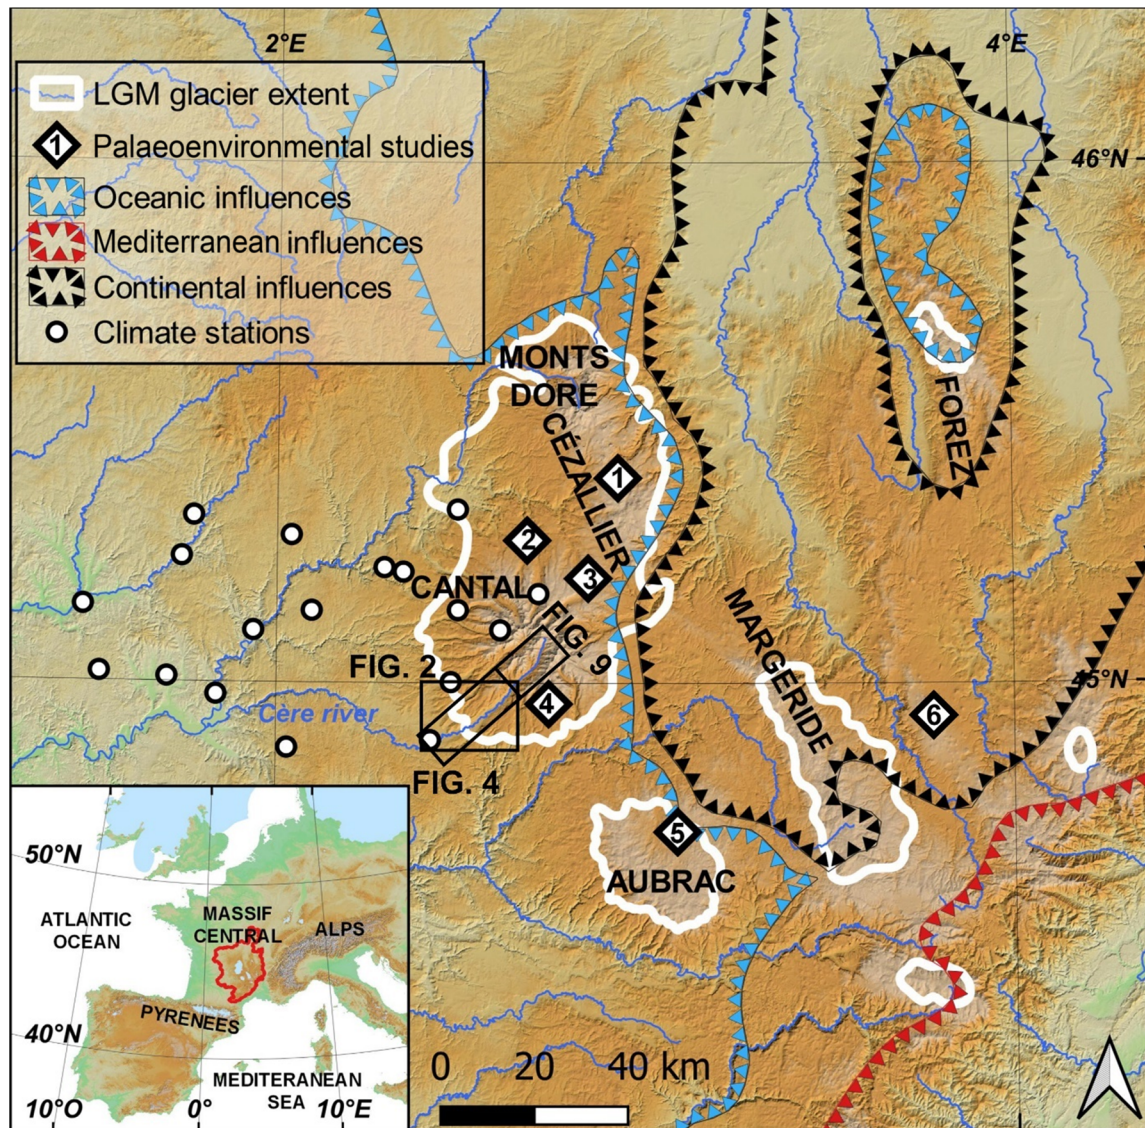 2°E
4°E
LGM glacier extent
1 Palaeoenvironmental studies
46°N
Oceanic influences
Mediterranean influences
Continental influences
Climate stations
MONTS
DORE
FOREZ
CÉZALLIER
1
2
3
CANTAL
FIG. 9
MARGERIDE
FIG. 2
45°N
4
6
Cère river
FIG. 4
5
AUBRAC
50°N
ATLANTIC
OCEAN
MASSIF
CENTRAL
ALPS
PYRENEES
40°N
MEDITERANEAN
SEA
10°O
0°
10°E
0 20 40 km